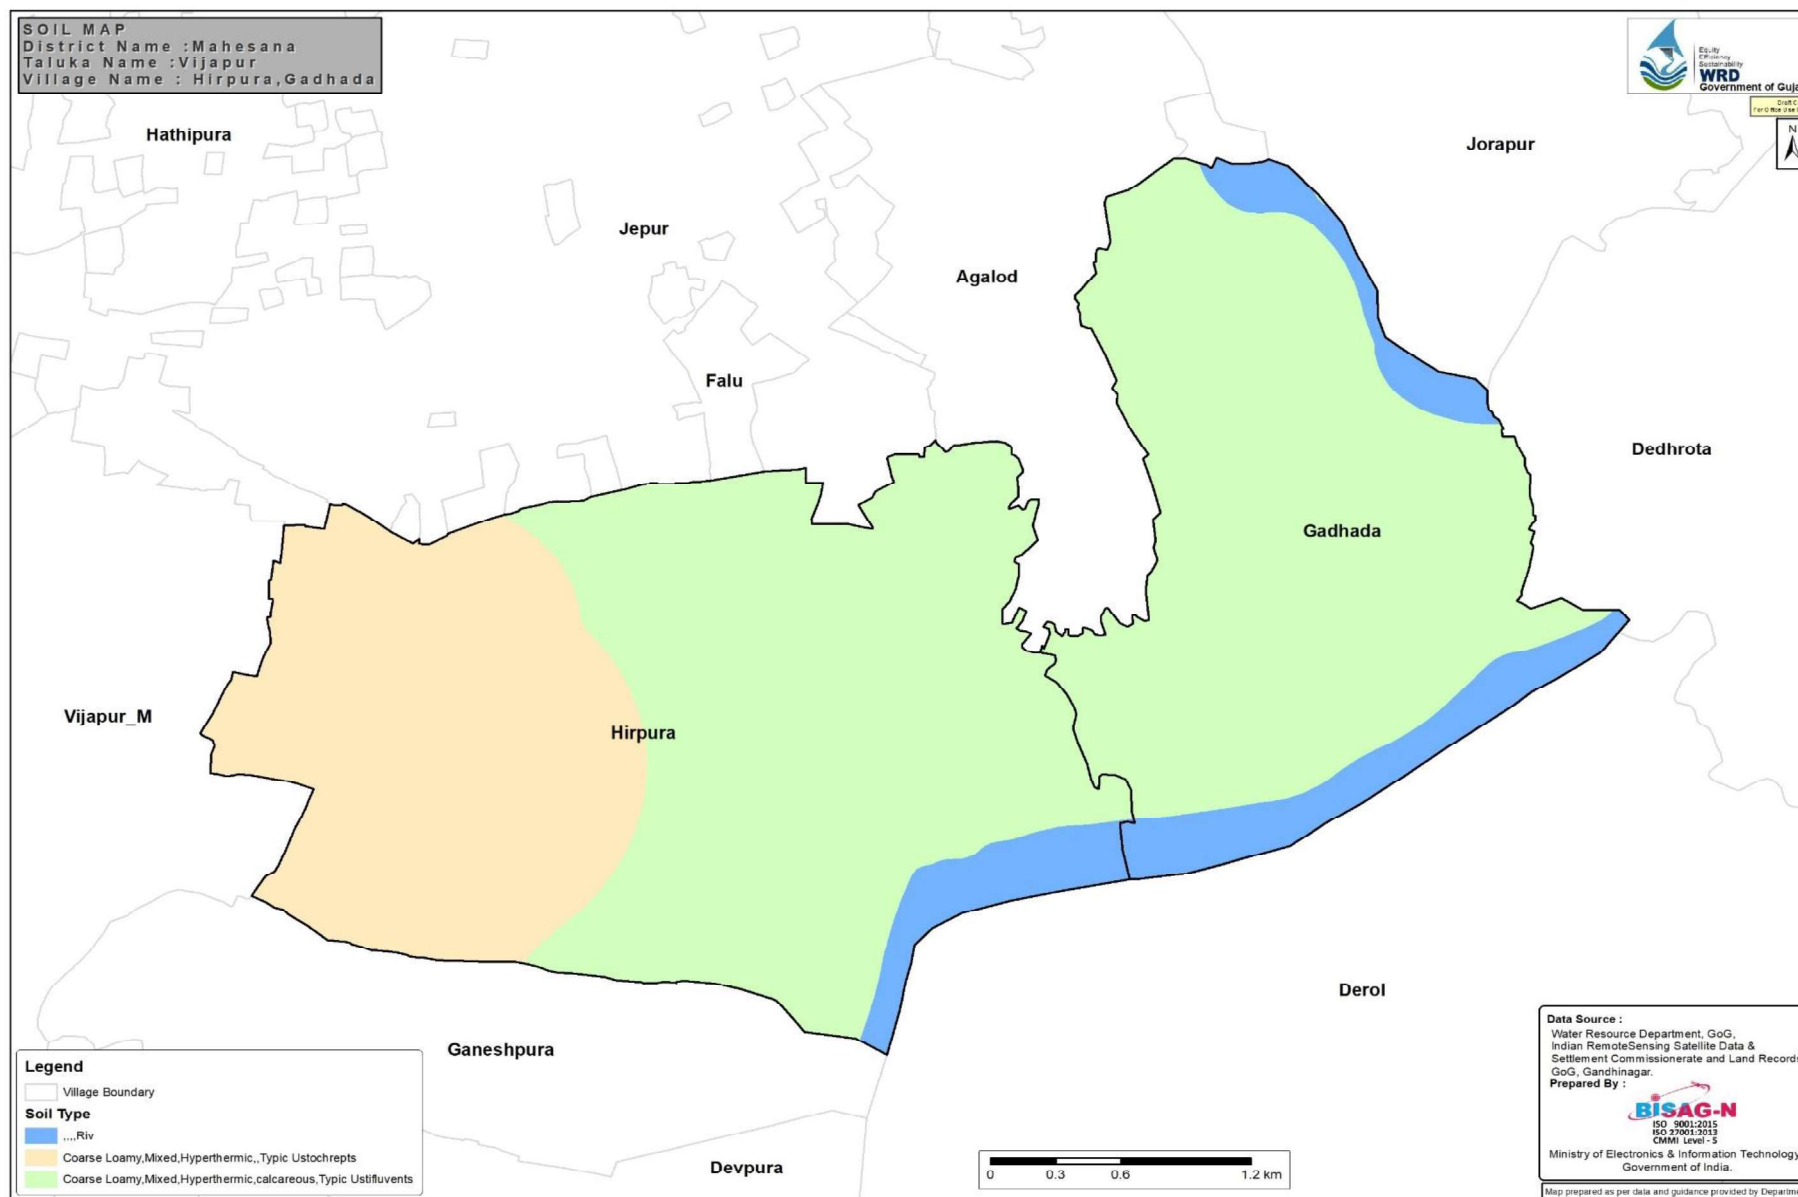 SOIL MAP
District Name :Mahesana
Taluka Name :Vijapur
Village Name : Hirpura,Gadhada
Equity
Efficiency
Sustainability
WRD
Government of Guja
N
Hathipura
Jorapur
Jepur
Agalod
Falu
Dedhrota
Gadhada
Vijapur_M
Hirpura
Derol
Ganeshpura
Devpura
Legend
Village Boundary
Soil Type
,,,,Riv
Coarse Loamy,Mixed,Hyperthermic,,Typic Ustochrepts
Coarse Loamy,Mixed,Hyperthermic,calcareous,Typic Ustifluvents
0 0.3 0.6 1.2 km
Data Source :
Water Resource Department, GoG,
Indian RemoteSensing Satellite Data &
Settlement Commissionerate and Land Records
GoG, Gandhinagar.
Prepared By :
BISAG-N
ISO 9001:2015
ISO 27001:2013
CMMI Level - 5
Ministry of Electronics & Information Technology
Government of India.
Map prepared as per data and guidance provided by Departme